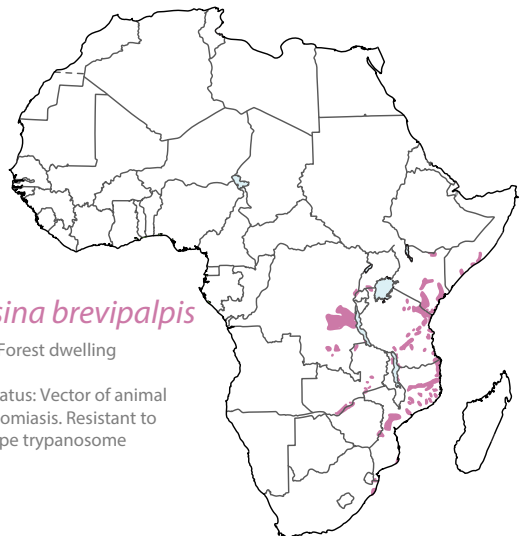 sina brevipalpis
Forest dwelling
atus: Vector of animal
omiasis. Resistant to
pe trypanosome